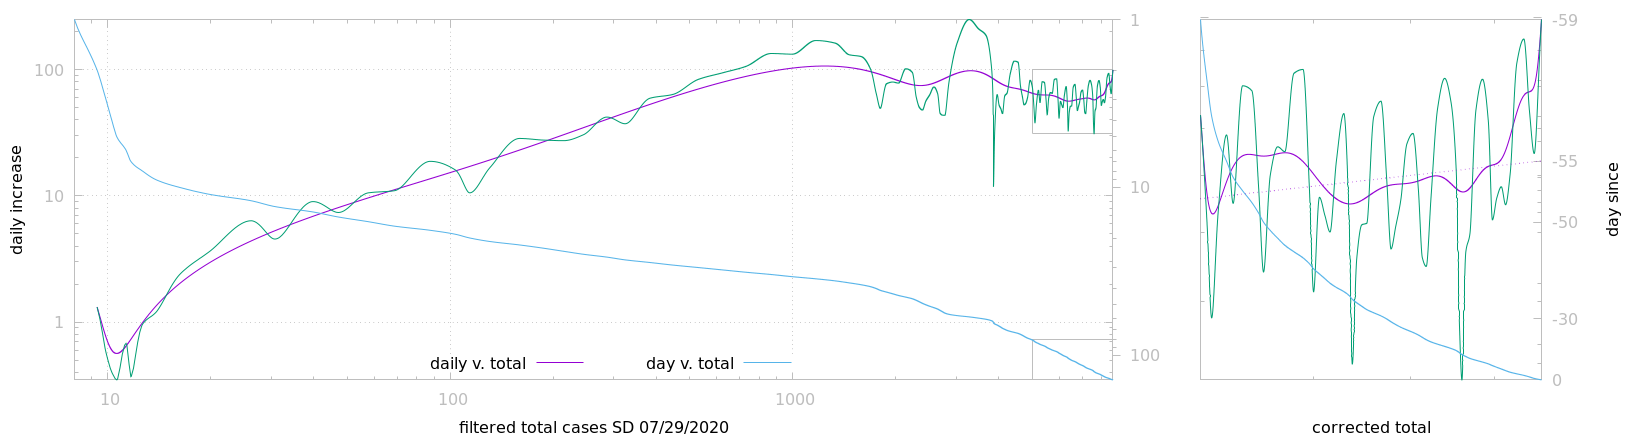 100
10
1
daily increase
10
100
1000
filtered total cases SD 07/29/2020
daily v. total
day v. total
1
10
100
-59
-55
-50
-30
0
day since
corrected total